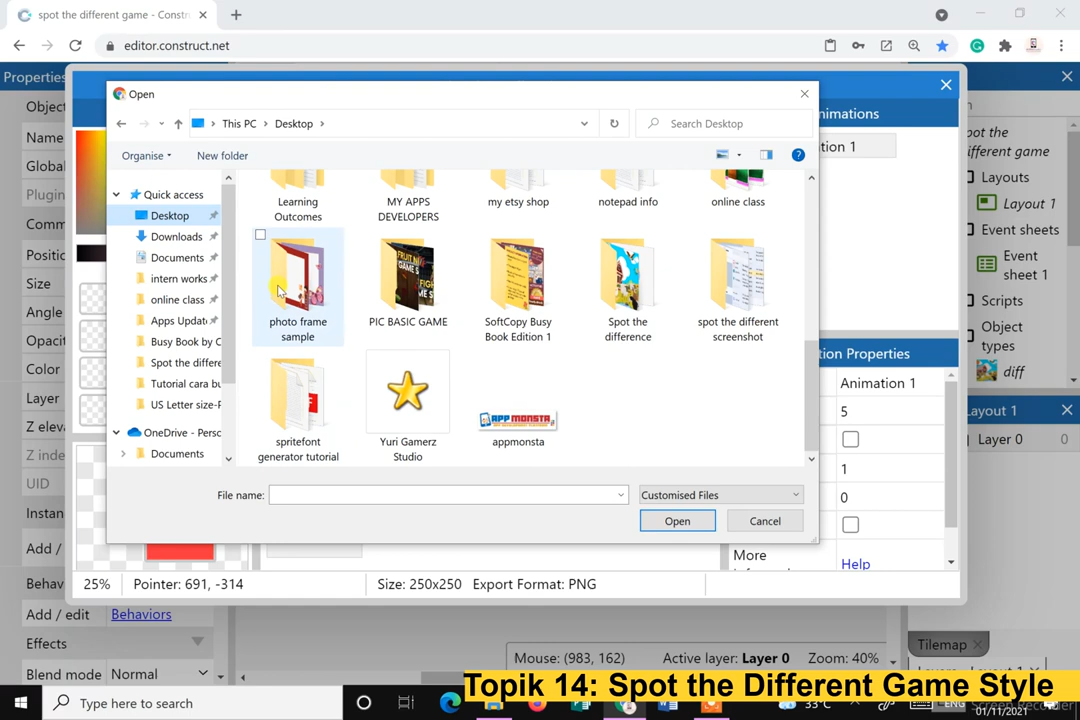 spot the different game - Construc
editor.construct.net
Properties
Open
This PC
Desktop
Search Desktop
Organise
New folder
Quick access
Desktop
Downloads
Documents
intern works
online class
Apps Updat
Busy Book by C
Spot the differe
Tutorial cara bu
US Letter size-P
OneDrive - Perso
Documents
Learning
Outcomes
MY APPS
DEVELOPERS
my etsy shop
notepad info
online class
photo frame
sample
PIC BASIC GAME
SoftCopy Busy
Book Edition 1
Spot the
difference
spot the different
screenshot
spritefont
generator tutorial
Yuri Gamerz
Studio
APPMONSTA
appmonsta
File name:
Customised Files
Open
Cancel
Object
Name
Global
Plugin
Comm
Positio
Size
Angle
Opacit
Color
Layer
Z eleva
Z index
UID
Instan
Add /
Behav
Add / edit
Behaviors
Effects
Blend mode
Normal
nimations
tion 1
tion Properties
Animation 1
5
1
0
More
Help
25%
Pointer: 691, -314
Size: 250x250
Export Format: PNG
pot the
ifferent game
Layouts
Layout 1
Event sheets
Event
sheet 1
Scripts
Object
types
diff
Layout 1
Layer 0
0
Tilemap
Mouse: (983, 162)
Active layer: Layer 0
Zoom: 40%
Topik 14: Spot the Different Game Style
Type here to search
33°C
ENG
01/11/2021